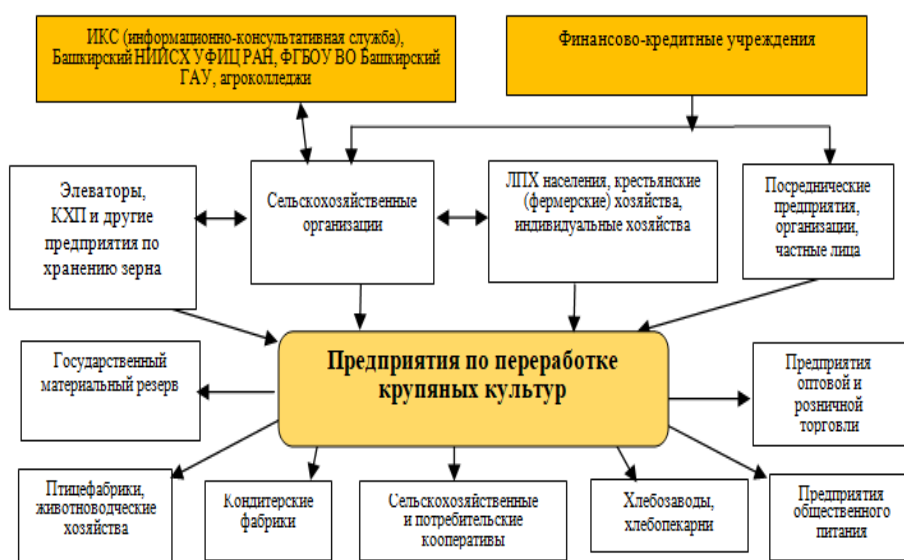 ИКС (информационно-консультативная служба),
Башкирский НИИСХ УФИЦ РАН, ФГБОУ ВО Башкирский
ГАУ, агроколледжи
Финансово-кредитные учреждения
Элеваторы,
КХП и другие
предприятия по
хранению зерна
Сельскохозяйственные
организации
ЛПХ населения, крестьянские
(фермерские) хозяйства,
индивидуальные хозяйства
Посреднические
предприятия,
организации,
частные лица
Предприятия по переработке
крупяных культур
Государственный
материальный резерв
Предприятия
оптовой и
розничной
торговли
Птицефабрики,
животноводческие
хозяйства
Кондитерские
фабрики
Сельскохозяйственные
и потребительские
кооперативы
Хлебозаводы,
хлебопекарни
Предприятия
общественного
питания